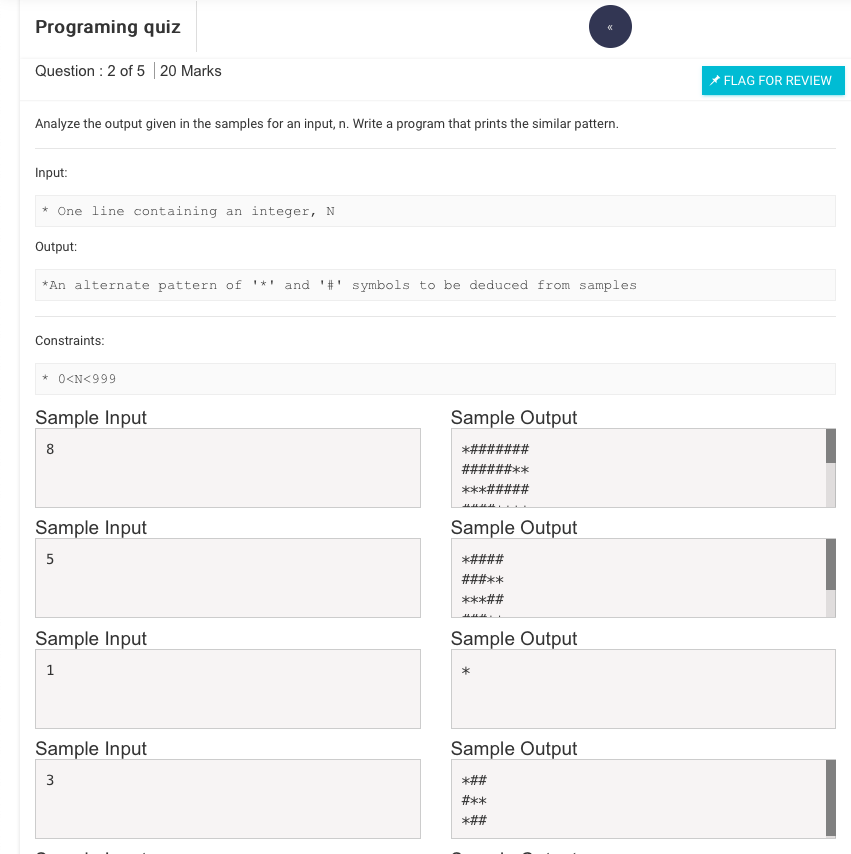 Programing quiz
«
Question : 2 of 5 | 20 Marks
FLAG FOR REVIEW
Analyze the output given in the samples for an input, n. Write a program that prints the similar pattern.
Input:
* One line containing an integer, N
Output:
*An alternate pattern of '*' and '#' symbols to be deduced from samples
Constraints:
* 0<N<999
Sample Input
Sample Output
8
*#######
######**
***#####
Sample Input
Sample Output
5
*####
###**
***##
Sample Input
Sample Output
1
*
Sample Input
Sample Output
3
*##
#**
*##